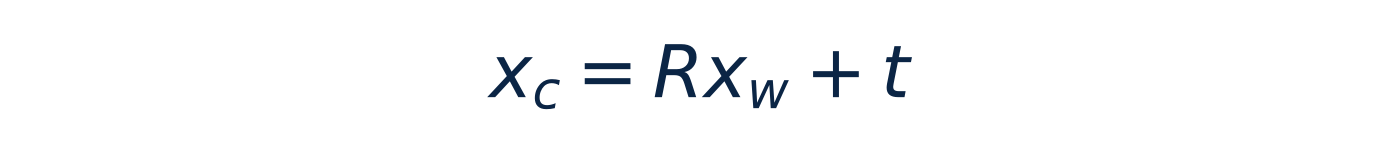 x_c = Rx_w + t